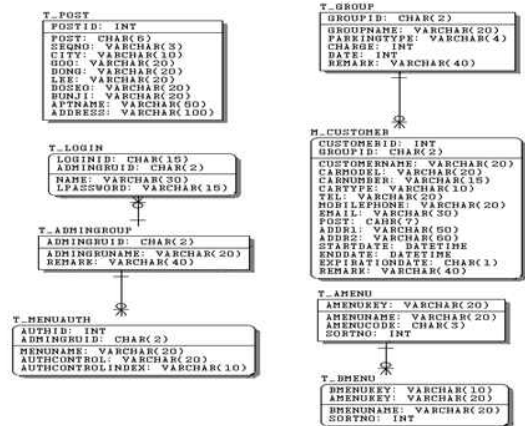 T_POST
POSTID: INT
POST: CHAR(6)
SEQNO: VARCHAR(3)
CITY: VARCHAR(10)
GOO: VARCHAR(20)
DONG: VARCHAR(20)
LEE: VARCHAR(20)
DOSEO: VARCHAR(20)
BUNJI: VARCHAR(20)
APTNAME: VARCHAR(50)
ADDRESS: VARCHAR(100)
T_LOGIN
LOGINID: CHAR(15)
ADMINGRUID: CHAR(2)
NAME: VARCHAR(30)
LPASSWORD: VARCHAR(15)
T_ADMINGROUP
ADMINGRUID: CHAR(2)
ADMINGRUNAME: VARCHAR(20)
REMARK: VARCHAR(40)
T_MENUAUTH
AUTHID: INT
ADMINGRUID: CHAR(2)
MENUNAME: VARCHAR(20)
AUTHCONTROL: VARCHAR(20)
AUTHCONTROLINDEX: VARCHAR(10)
T_GROUP
GROUPID: CHAR(2)
GROUPNAME: VARCHAR(20)
PARKINGTYPE: VARCHAR(4)
CHARGE: INT
DATE: INT
REMARK: VARCHAR(40)
M_CUSTOMER
CUSTOMERID: INT
GROUPID: CHAR(2)
CUSTOMERNAME: VARCHAR(20)
CARMODEL: VARCHAR(20)
CARNUMBER: VARCHAR(15)
CARTYPE: VARCHAR(10)
TEL: VARCHAR(20)
MOBILEPHONE: VARCHAR(20)
EMAIL: VARCHAR(30)
POST: CAHR(7)
ADDR1: VARCHAR(50)
ADDR2: VARCHAR(60)
STARTDATE: DATETIME
ENDDATE: DATETIME
EXPIRATIONDATE: CHAR(1)
REMARK: VARCHAR(40)
T_AMENU
AMENUKEY: VARCHAR(20)
AMENUNAME: VARCHAR(20)
AMENUCODE: CHAR(3)
SORTNO: INT
T_BMENU
BMENUKEY: VARCHAR(10)
AMENUKEY: VARCHAR(20)
BMENUNAME: VARCHAR(20)
SORTNO: INT